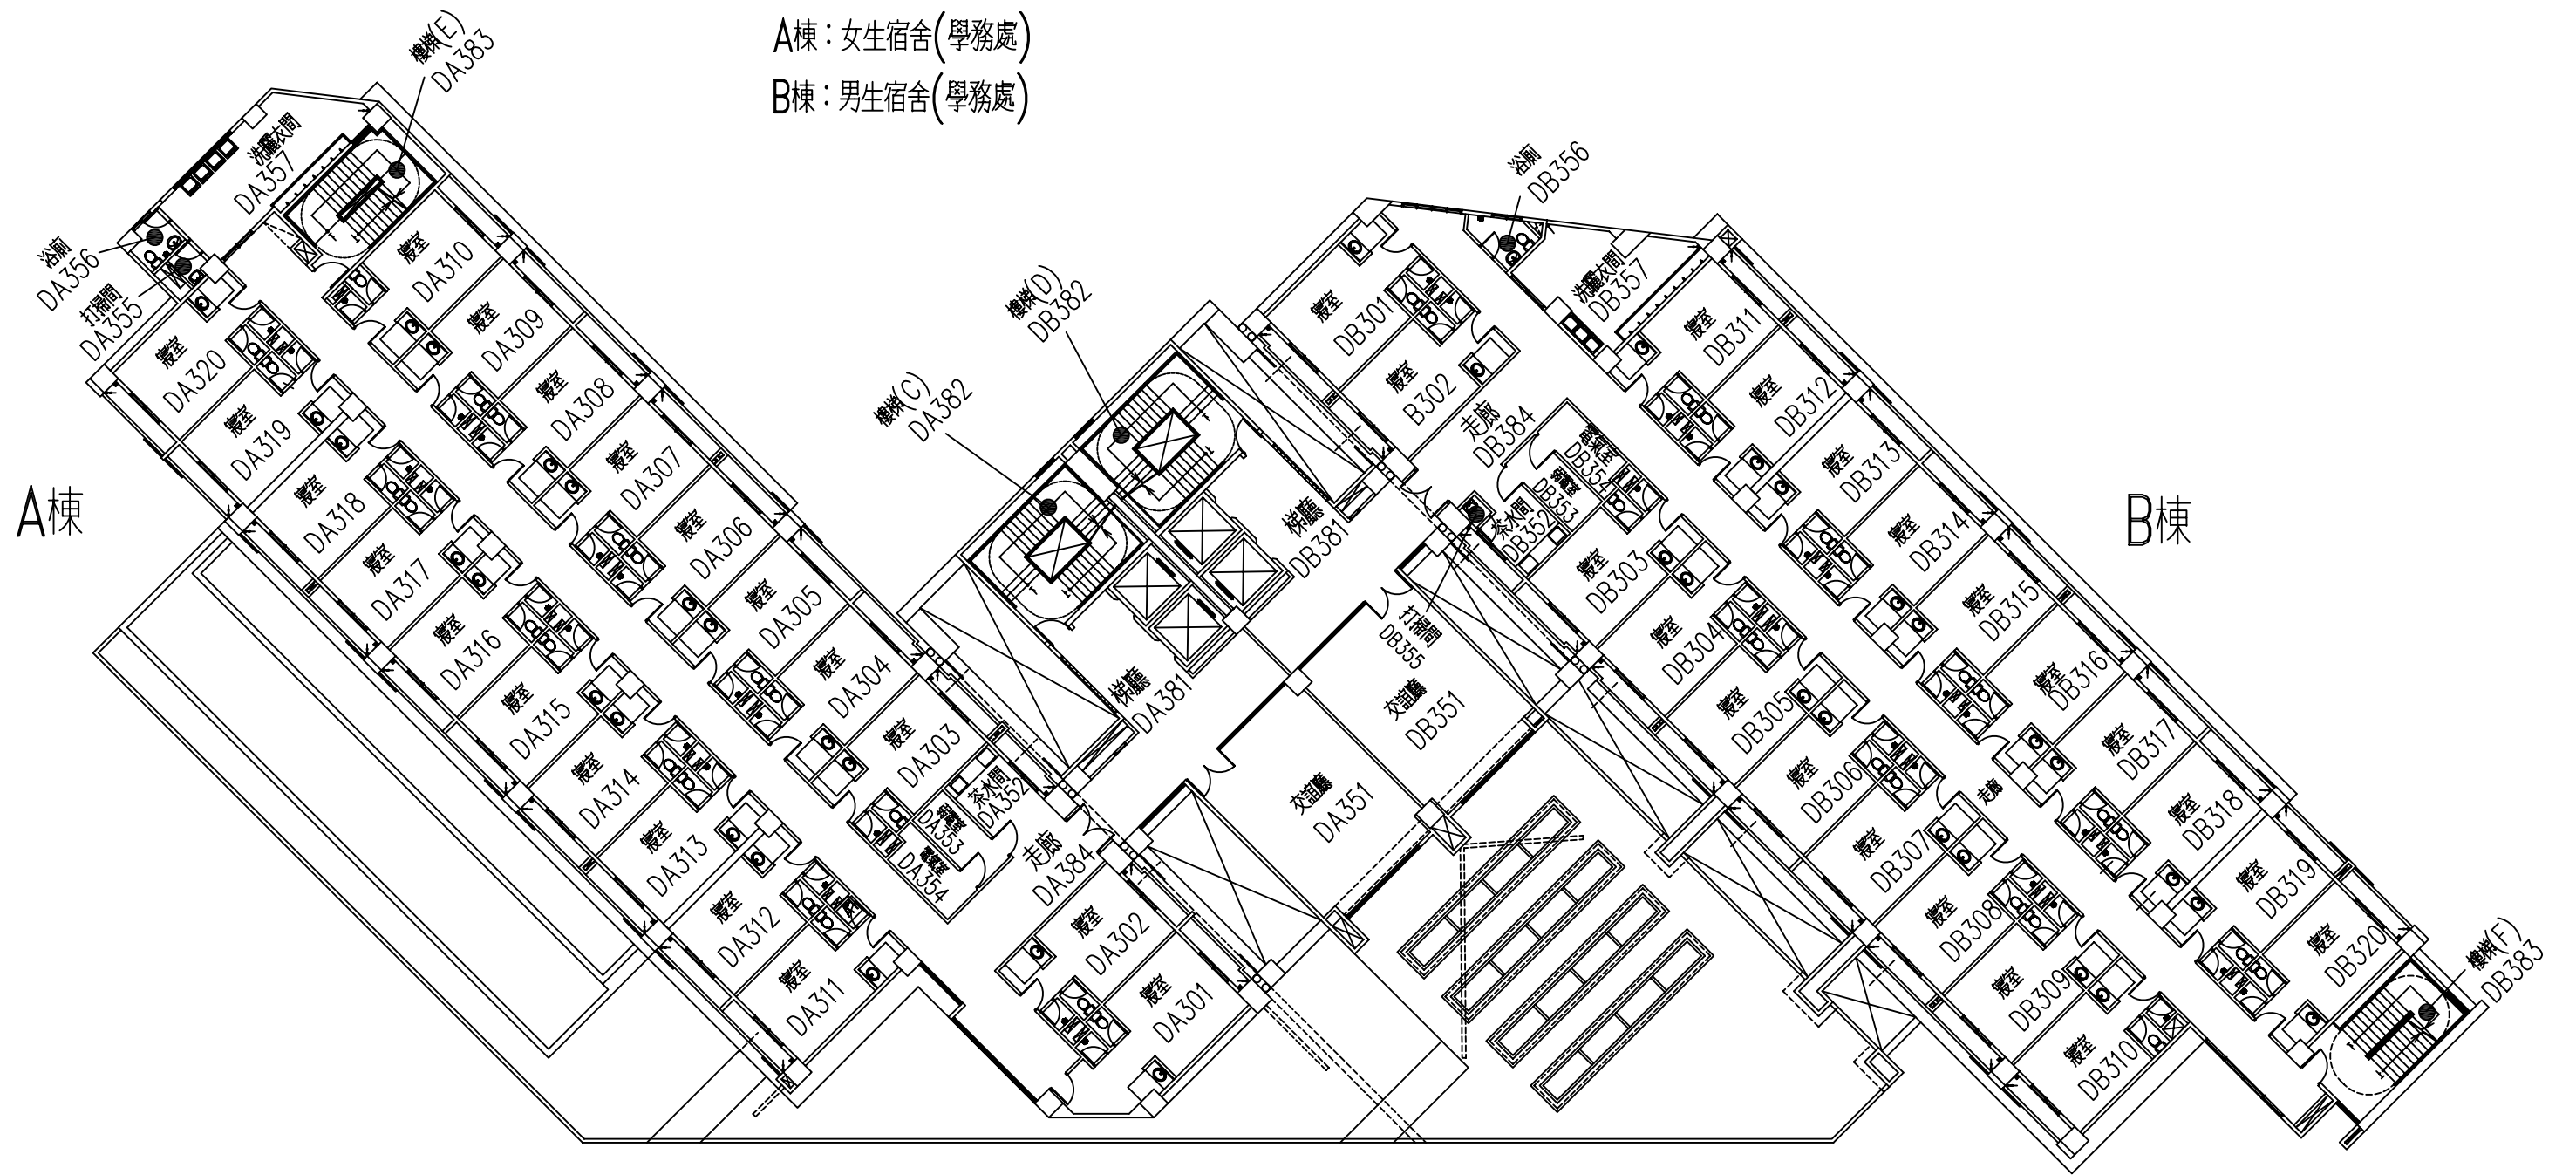 A棟：女生宿舍(學務處)
B棟：男生宿舍(學務處)
A棟
B棟
樓梯(E)
DA383
洗曬衣間
DA357
浴廁
DA356
打掃間
DA355
寢室
DA310
寢室
DA309
寢室
DA308
寢室
DA307
寢室
DA306
寢室
DA305
寢室
DA304
寢室
DA303
茶水間
DA352
DA353
DA354
走廊
DA384
寢室
DA302
寢室
DA301
寢室
DA320
寢室
DA319
寢室
DA318
寢室
DA317
寢室
DA316
寢室
DA315
寢室
DA314
寢室
DA313
寢室
DA312
寢室
DA311
樓梯(C)
DA382
樓梯(D)
DB382
梯廳
DB381
梯廳
DA381
交誼廳
DB351
交誼廳
DA351
浴廁
DB356
洗曬衣間
DB357
寢室
DB301
寢室
B302
走廊
DB384
DB354
DB353
茶水間
DB352
打掃間
DB355
寢室
DB303
寢室
DB304
寢室
DB305
寢室
DB306
寢室
DB307
寢室
DB308
寢室
DB309
寢室
DB310
走廊
寢室
DB311
寢室
DB312
寢室
DB313
寢室
DB314
寢室
DB315
寢室
DB316
寢室
DB317
寢室
DB318
寢室
DB319
寢室
DB320
樓梯(F)
DB383